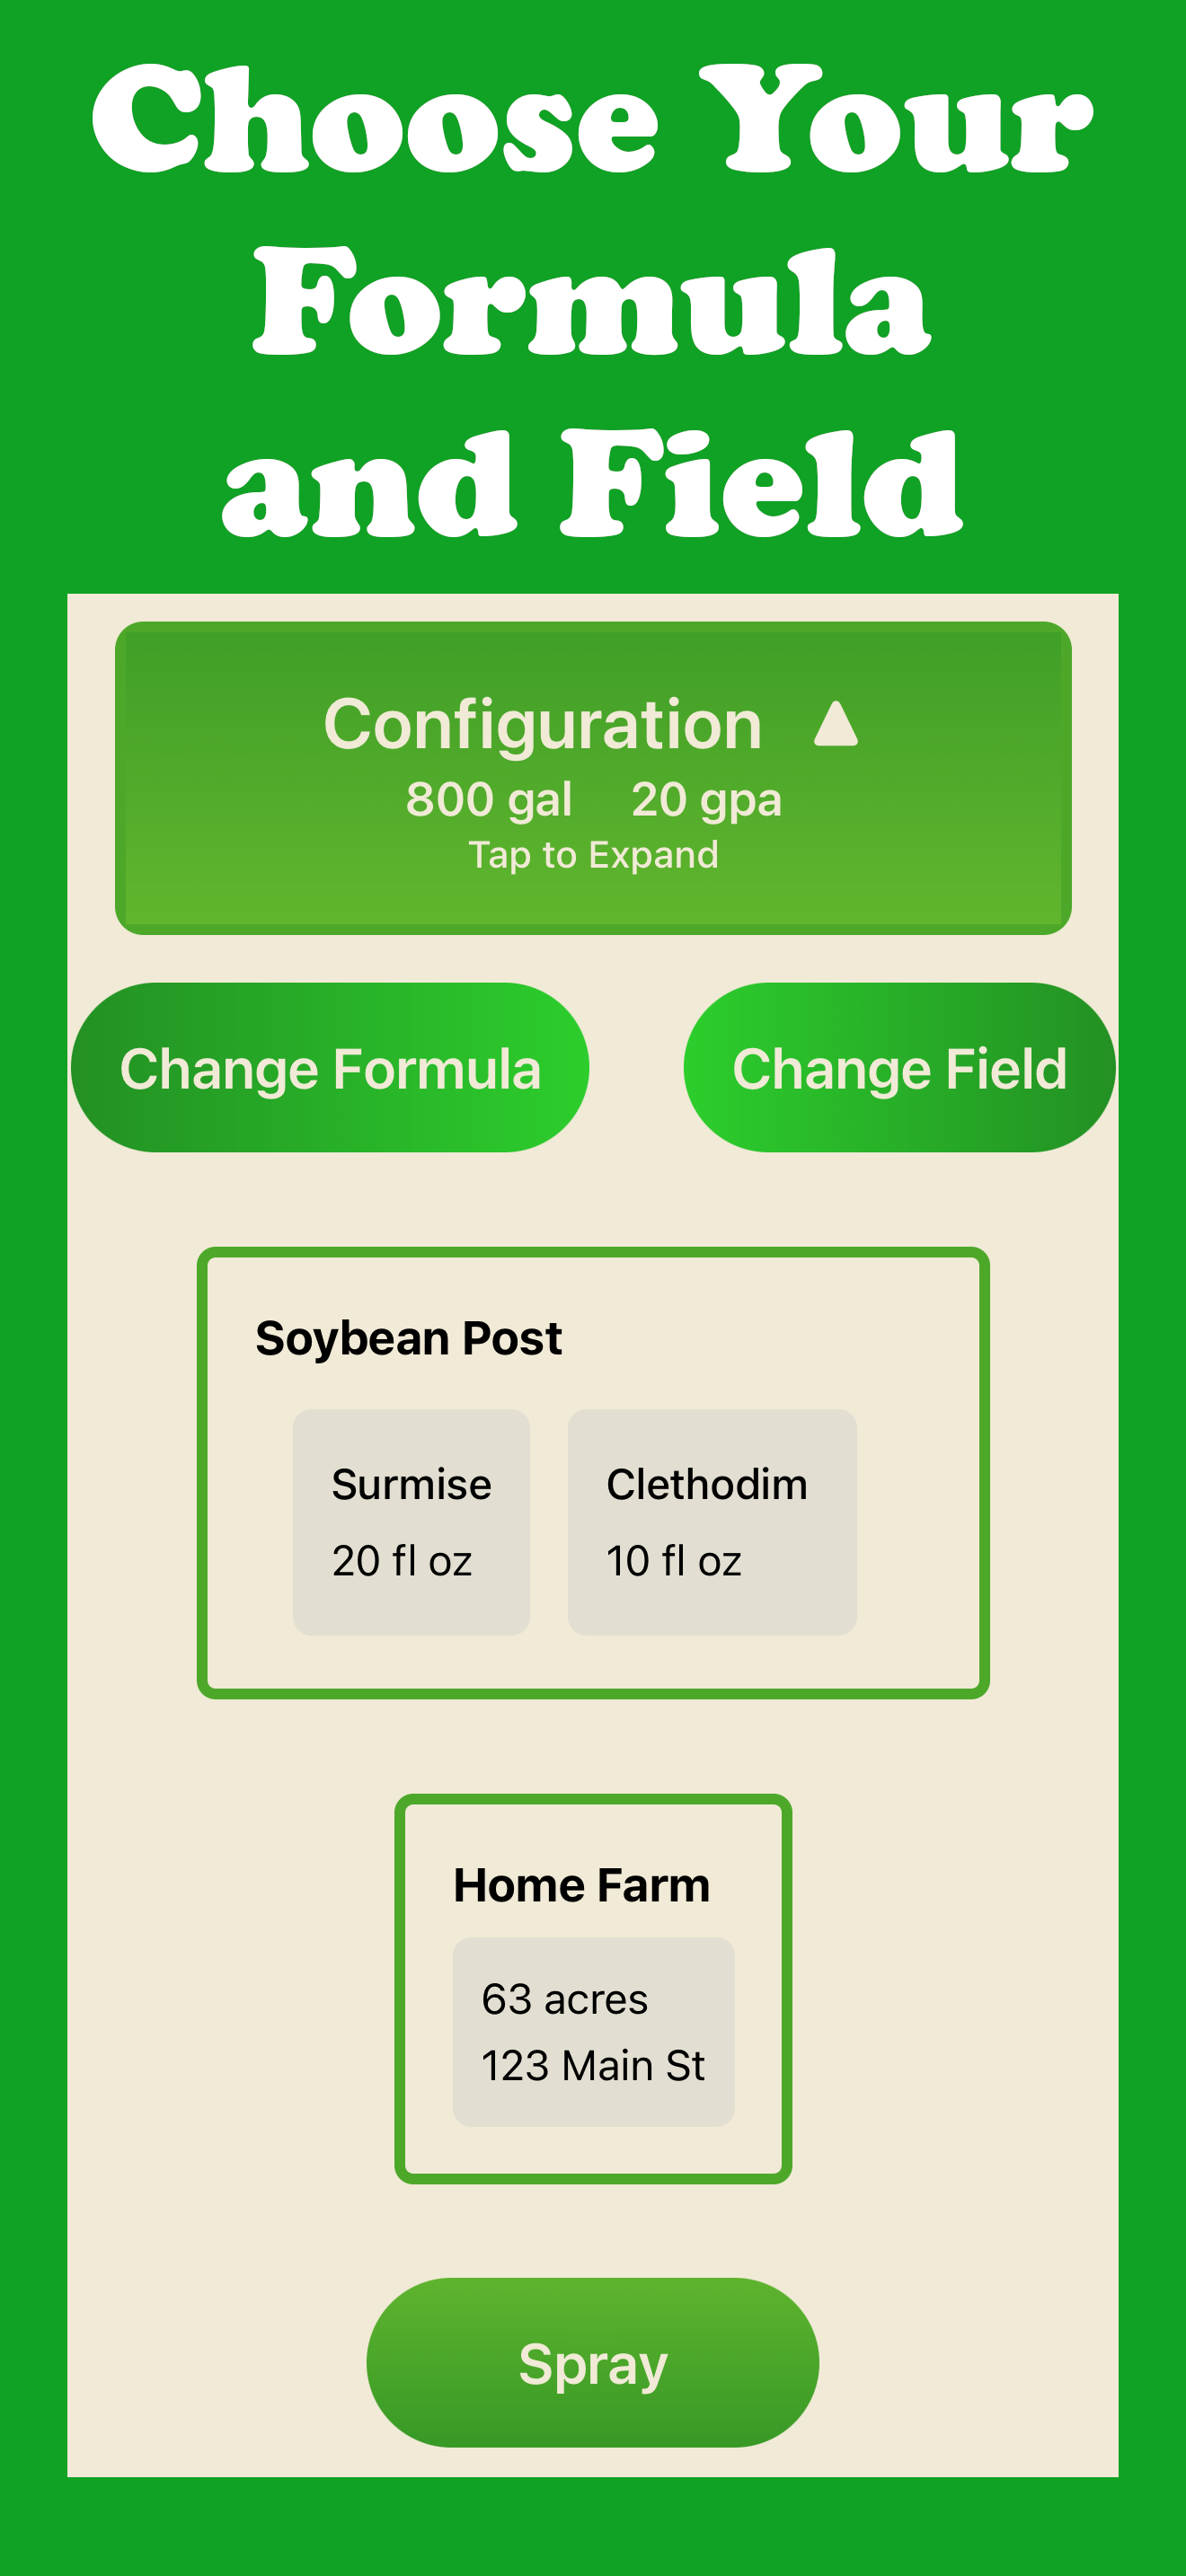 Choose Your
Formula
and Field
Configuration
800 gal 20 gpa
Tap to Expand
Change Formula Change Field
Soybean Post
Surmise Clethodim
20 fl oz 10 fl oz
Home Farm
63 acres
123 Main St
Spray